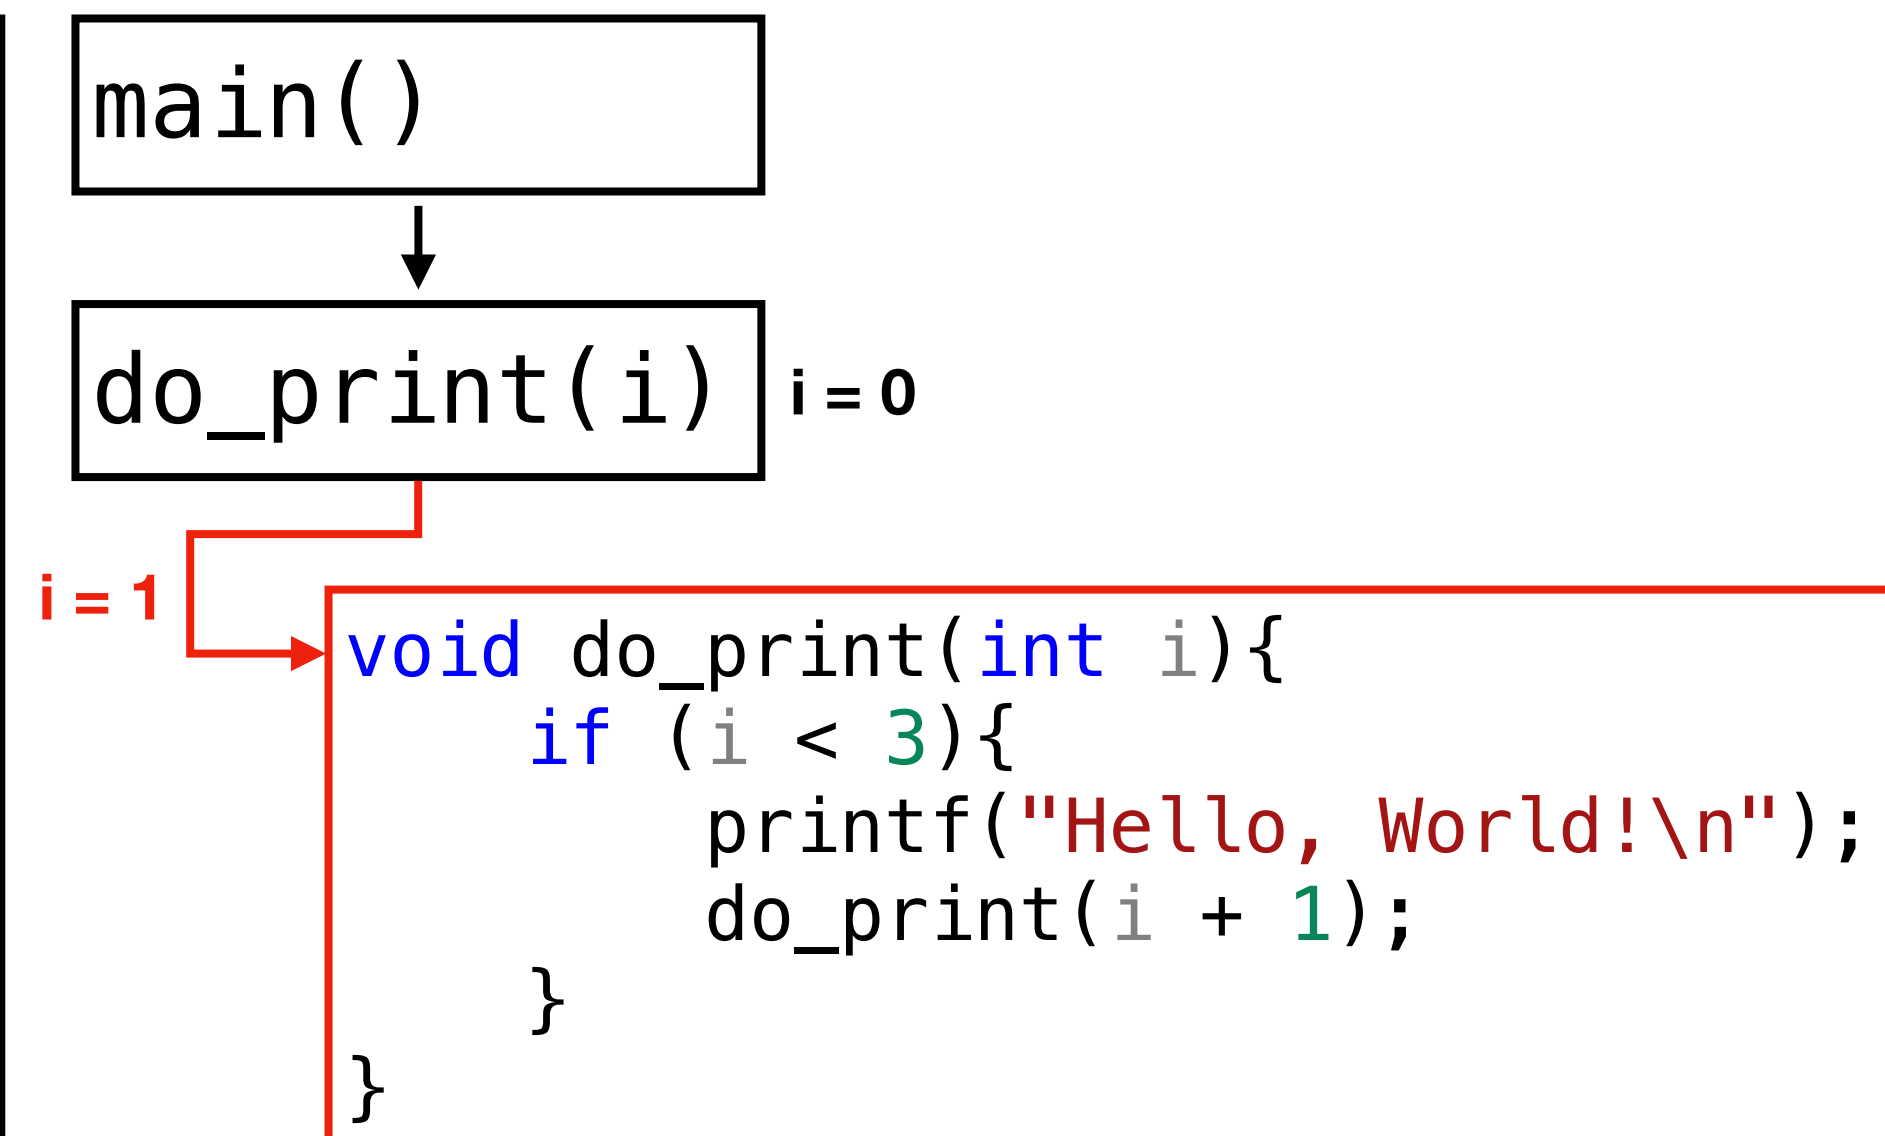 main()
do_print(i)
i = 0
i = 1
void do_print(int i){
    if (i < 3){
        printf("Hello, World!\n");
        do_print(i + 1);
    }
}